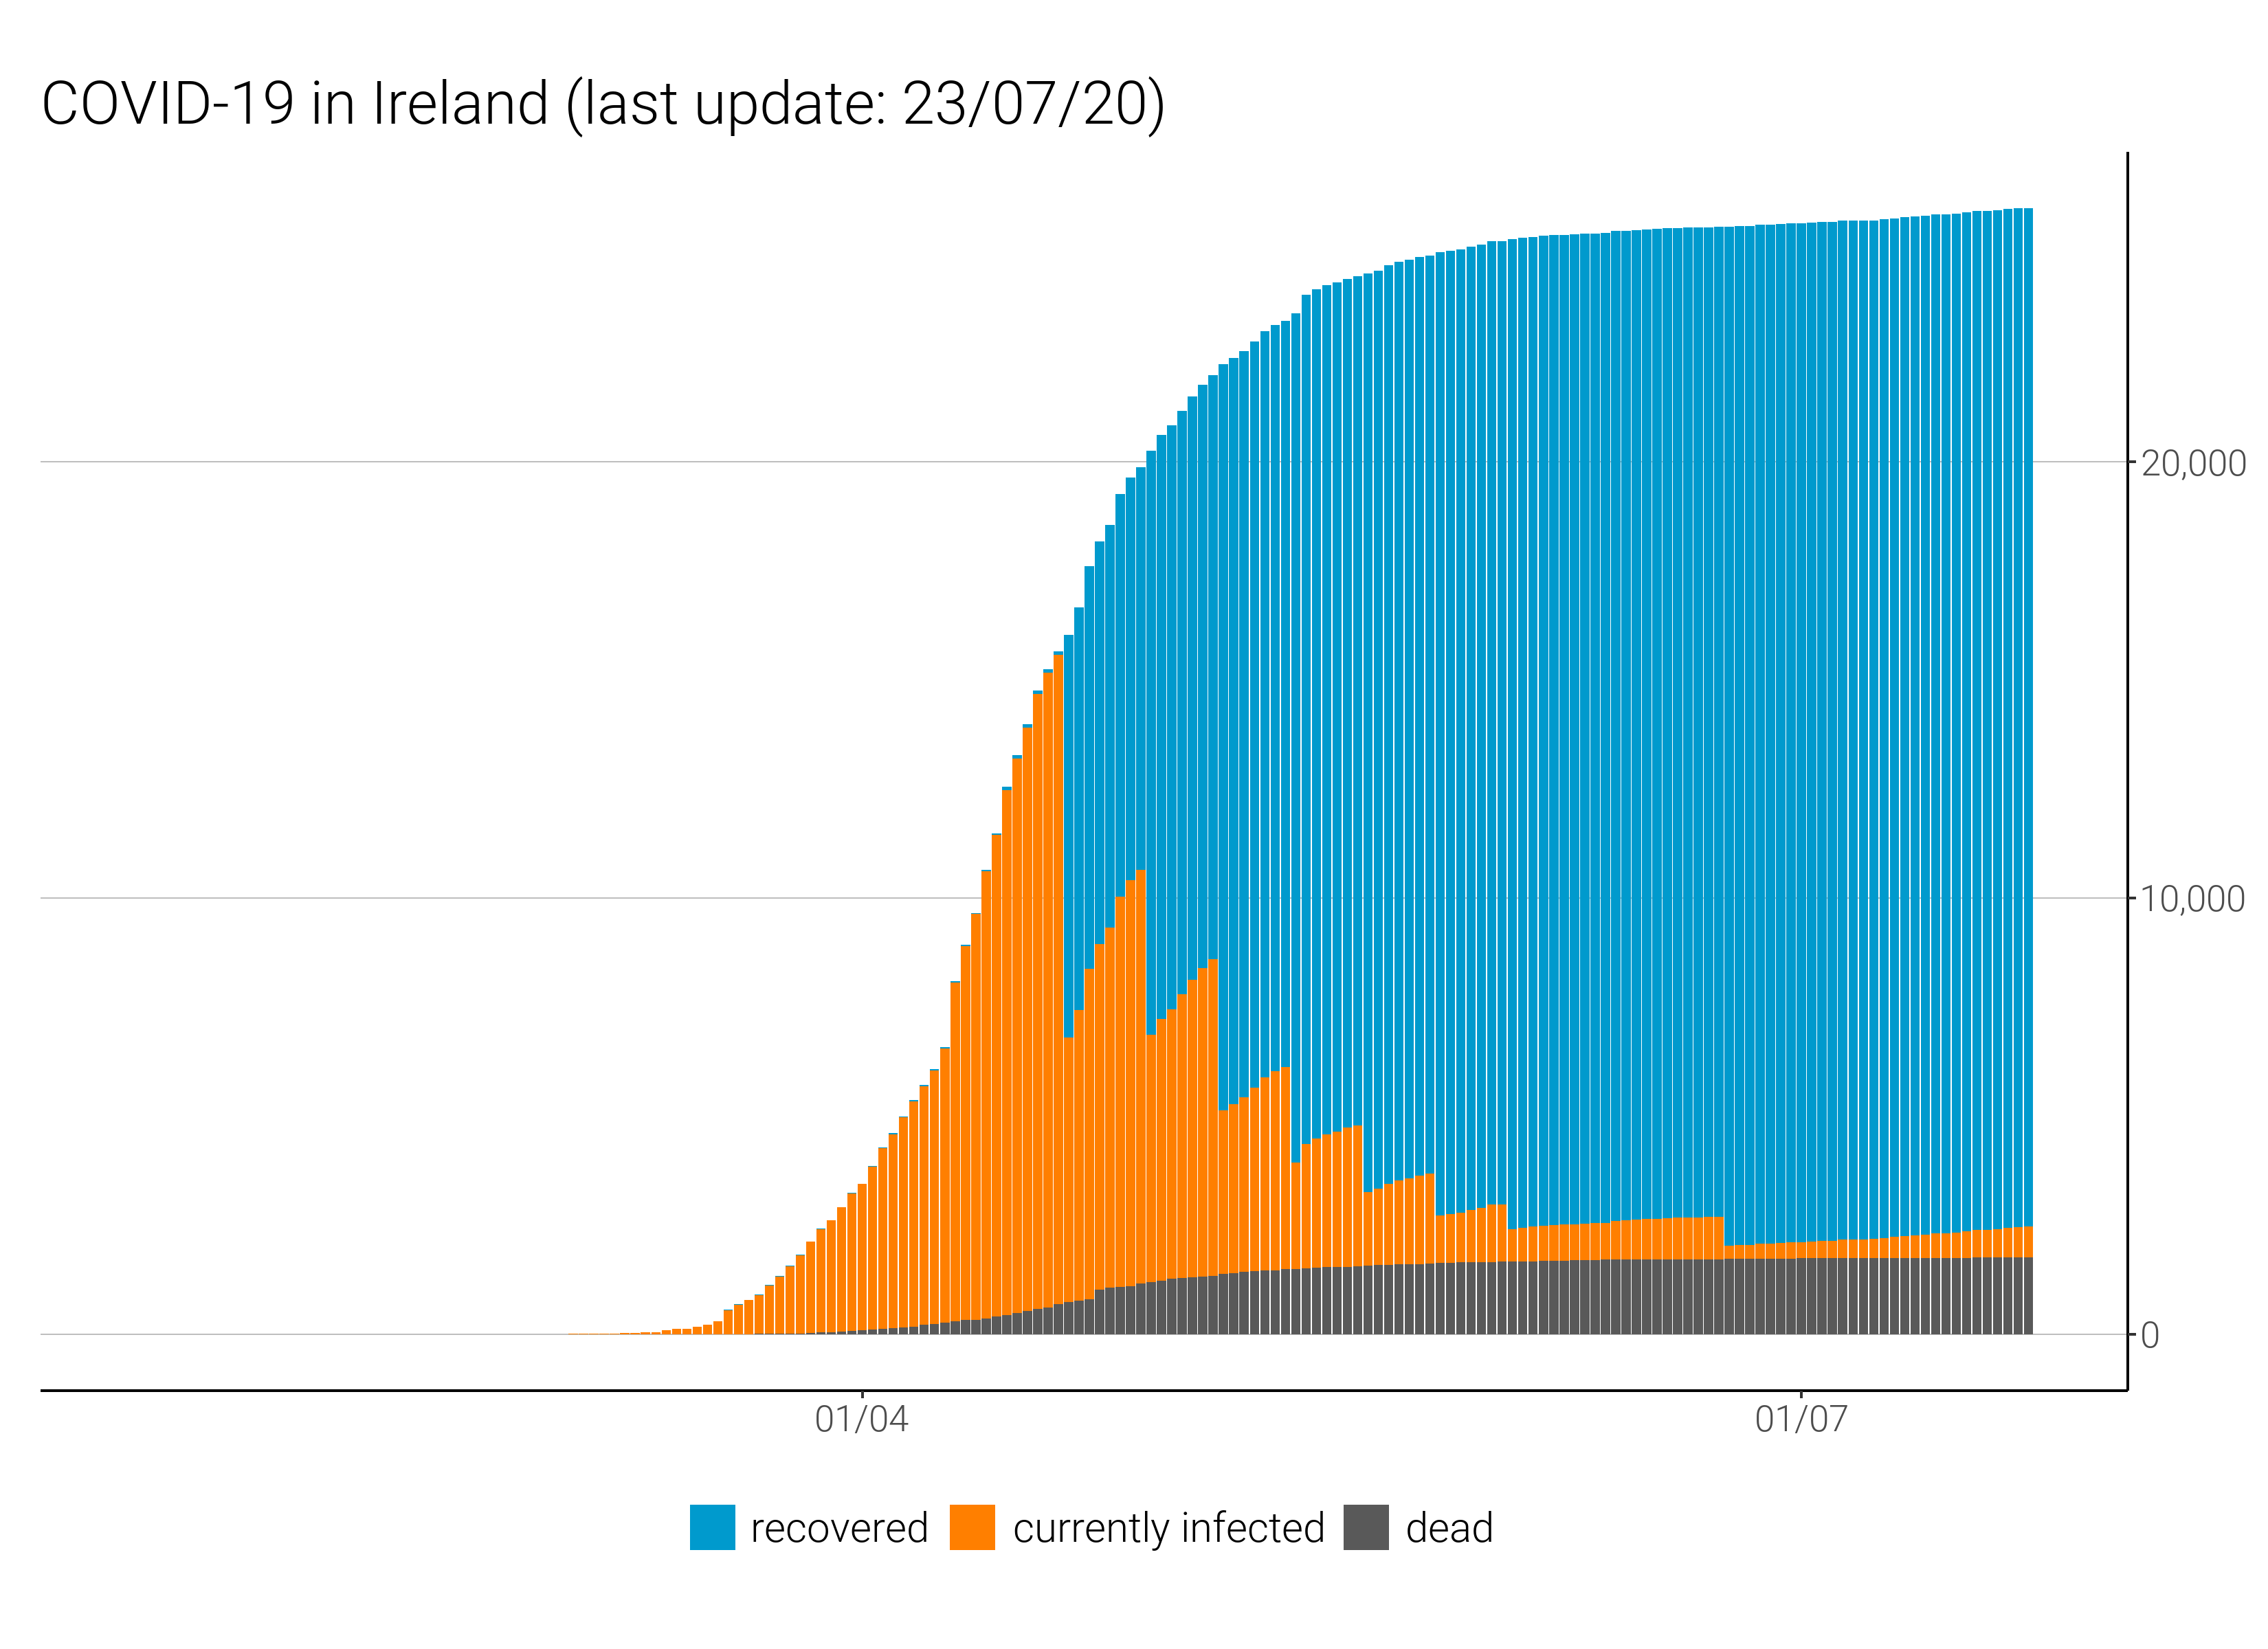 COVID-19 in Ireland (last update: 23/07/20)
20,000
10,000
0
01/04 01/07
recovered currently infected dead